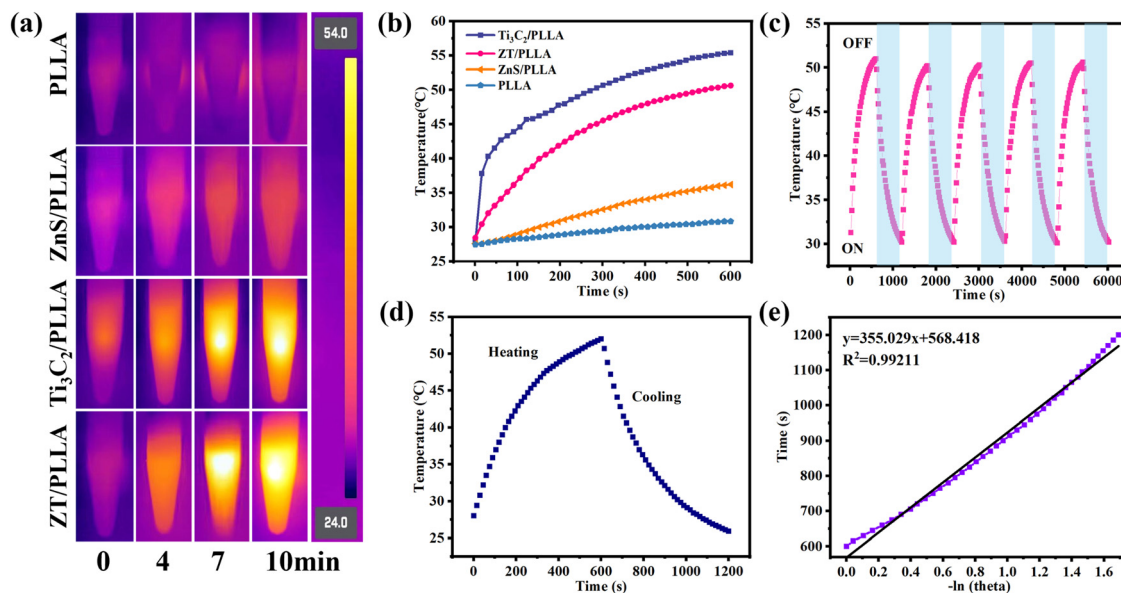 (a)
PLLA
ZnS/PLLA
Ti₃C₂/PLLA
ZT/PLLA
0 4 7 10min
54.0
24.0
(b)
Temperature(℃)
55
50
45
40
35
30
25
Ti₃C₂/PLLA
ZT/PLLA
ZnS/PLLA
PLLA
0 100 200 300 400 500 600
Time (s)
(c)
Temperature (℃)
55
50
45
40
35
30
OFF
ON
0 1000 2000 3000 4000 5000 6000
Time (s)
(d)
Temperature (℃)
55
50
45
40
35
30
25
Heating
Cooling
0 200 400 600 800 1000 1200
Time (s)
(e)
Time (s)
1200
1100
1000
900
800
700
600
y=355.029x+568.418
R²=0.99211
0.0 0.2 0.4 0.6 0.8 1.0 1.2 1.4 1.6
-ln (theta)